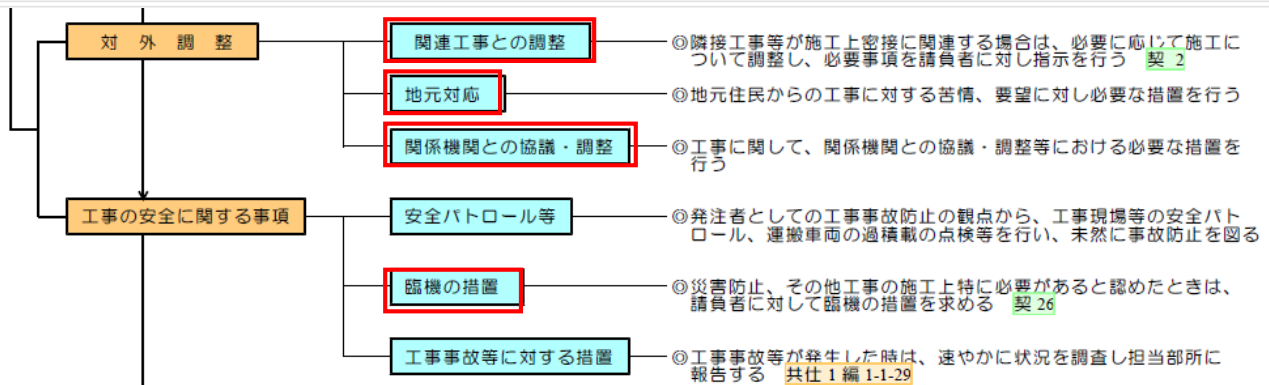 対外調整
関連工事との調整
◎隣接工事等が施工上密接に関連する場合は、必要に応じて施工に
ついて調整し、必要事項を請負者に対し指示を行う 契 2
地元対応
◎地元住民からの工事に対する苦情、要望に対し必要な措置を行う
関係機関との協議・調整
◎工事に関して、関係機関との協議・調整等における必要な措置を
行う
工事の安全に関する事項
安全パトロール等
◎発注者としての工事事故防止の観点から、工事現場等の安全パト
ロール、運搬車両の過積載の点検等を行い、未然に事故防止を図る
臨機の措置
◎災害防止、その他工事の施工上特に必要があると認めたときは、
請負者に対して臨機の措置を求める 契 26
工事事故等に対する措置
◎工事事故等が発生した時は、速やかに状況を調査し担当部所に
報告する 共仕 1 編 1-1-29